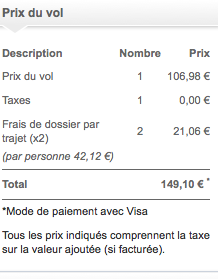 Prix du vol
Description Nombre Prix
Prix du vol 1 106,98 €
Taxes 1 0,00 €
Frais de dossier par
trajet (x2) 2 21,06 €
(par personne 42,12 €)
Total 149,10 € *
*Mode de paiement avec Visa
Tous les prix indiqués comprennent la taxe
sur la valeur ajoutée (si facturée).